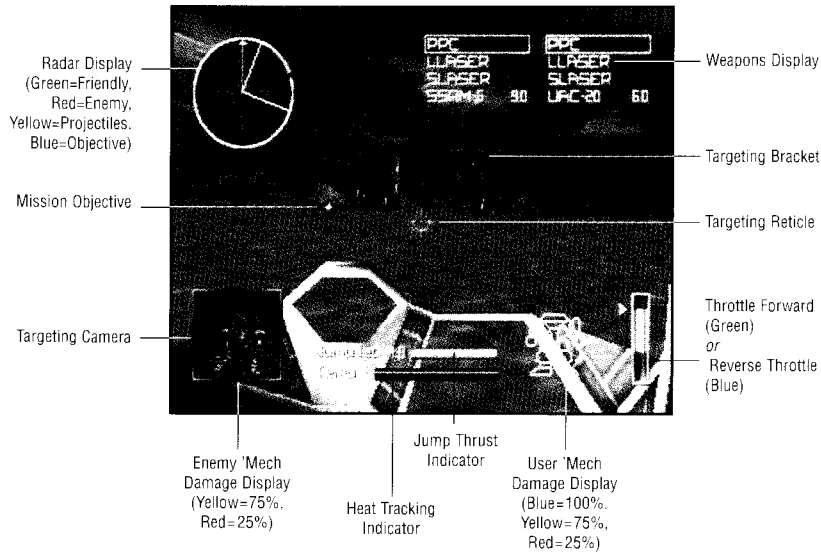 Radar Display
(Green=Friendly,
Red=Enemy,
Yellow=Projectiles.
Blue=Objective)
Mission Objective
Targeting Camera
PPC
LLASER
SLASER
SSRM-6 90
PPC
LLASER
SLASER
UAC-20 60
Weapons Display
Targeting Bracket
Targeting Reticle
Throttle Forward
(Green)
or
Reverse Throttle
(Blue)
Enemy 'Mech
Damage Display
(Yellow=75%,
Red=25%)
Heat Tracking
Indicator
Jump Thrust
Indicator
User 'Mech
Damage Display
(Blue=100%.
Yellow=75%,
Red=25%)